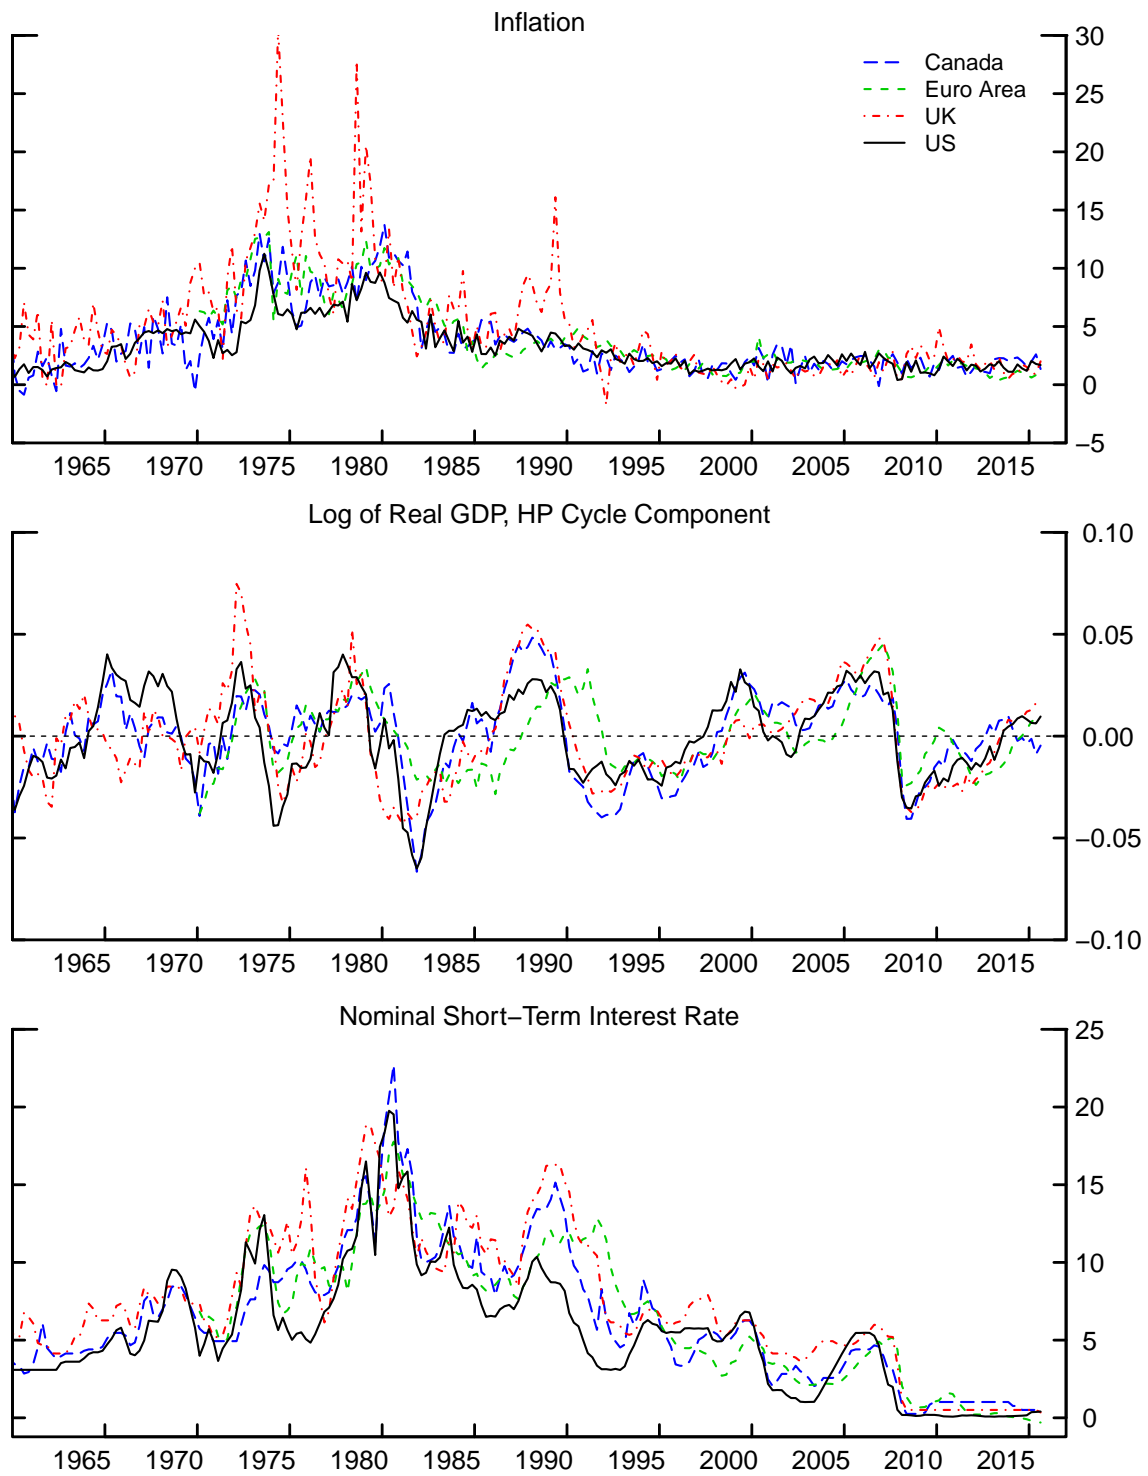 Inflation
Canada
Euro Area
UK
US
30
25
20
15
10
5
0
−5
1965 1970 1975 1980 1985 1990 1995 2000 2005 2010 2015
Log of Real GDP, HP Cycle Component
0.10
0.05
0.00
−0.05
−0.10
1965 1970 1975 1980 1985 1990 1995 2000 2005 2010 2015
Nominal Short−Term Interest Rate
25
20
15
10
5
0
1965 1970 1975 1980 1985 1990 1995 2000 2005 2010 2015